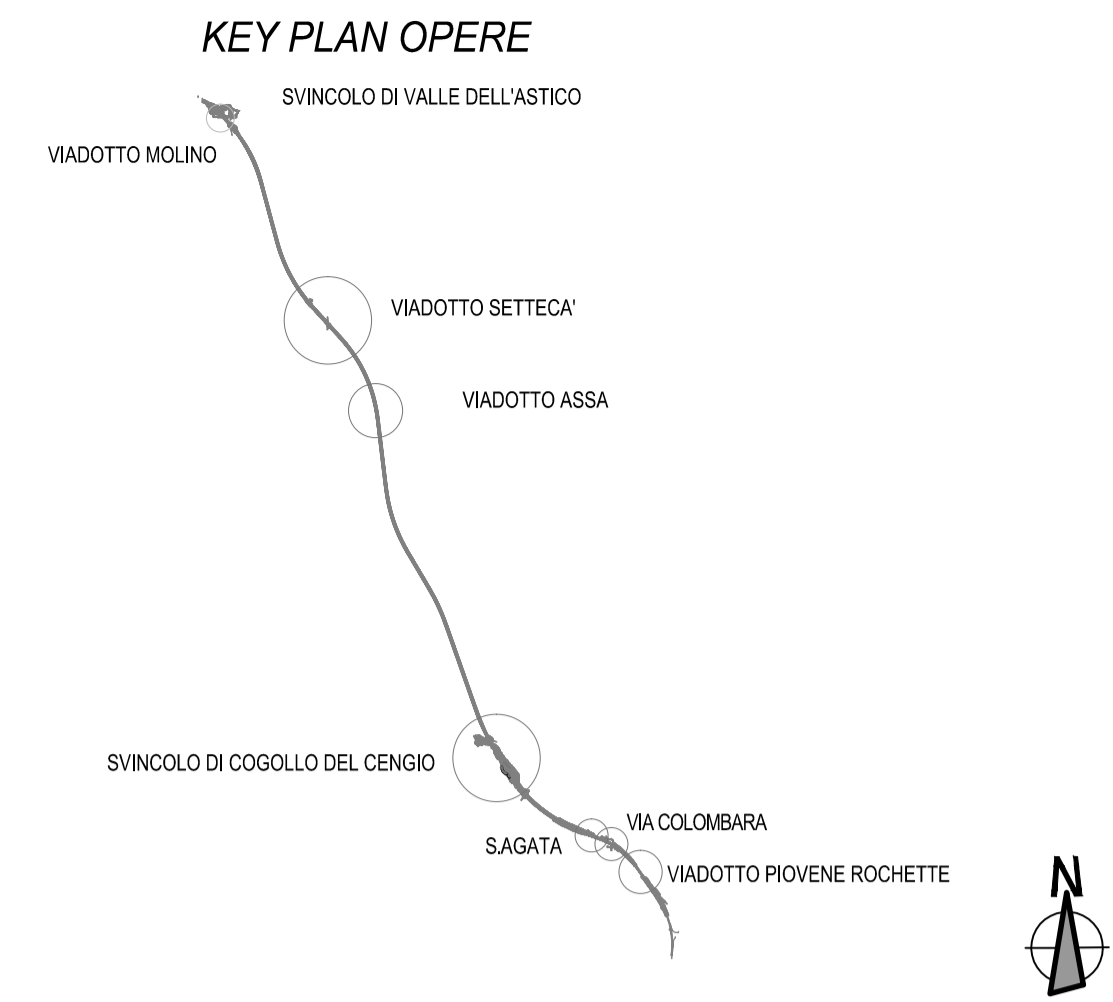 KEY PLAN OPERE
SVINCOLO DI VALLE DELL'ASTICO
VIADOTTO MOLINO
VIADOTTO SETTECA'
VIADOTTO ASSA
SVINCOLO DI COGOLLO DEL CENGIO
VIA COLOMBARA
S.AGATA
VIADOTTO PIOVENE ROCHETTE
N